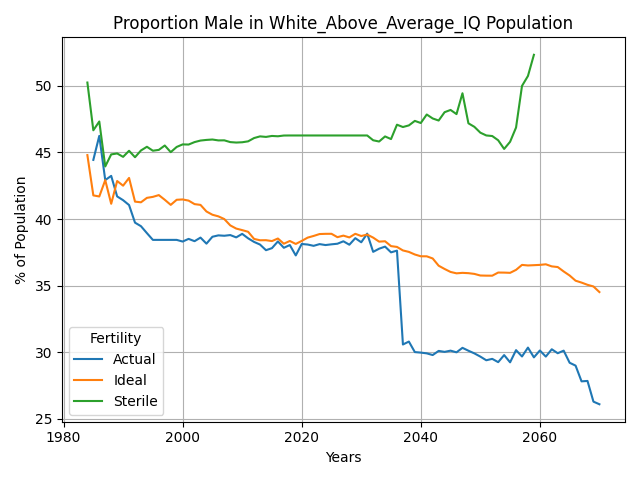 Proportion Male in White_Above_Average_IQ Population
% of Population
50
45
40
35
30
25
Fertility
Actual
Ideal
Sterile
1980
2000
2020
2040
2060
Years